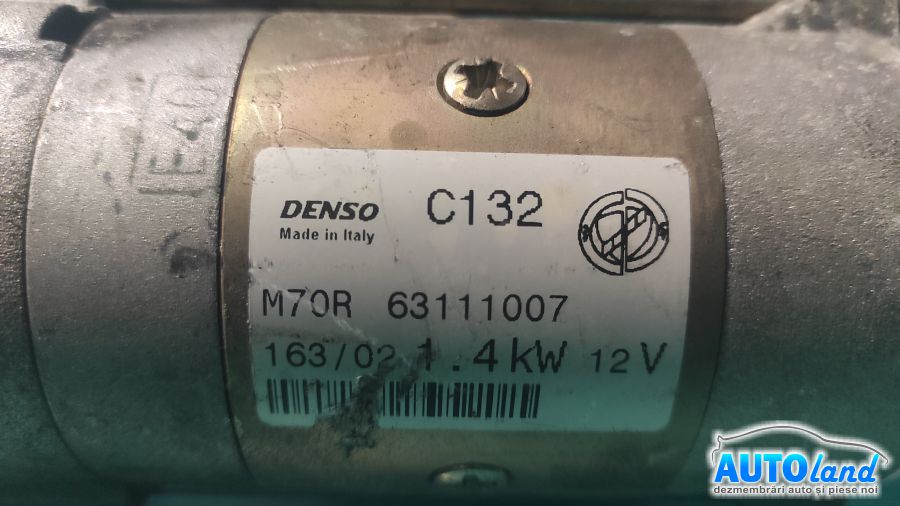 DENSO C132
Made in Italy
M70R 63111007
163/02 1.4kW 12V
AUTOland
dezmembrări auto și piese noi